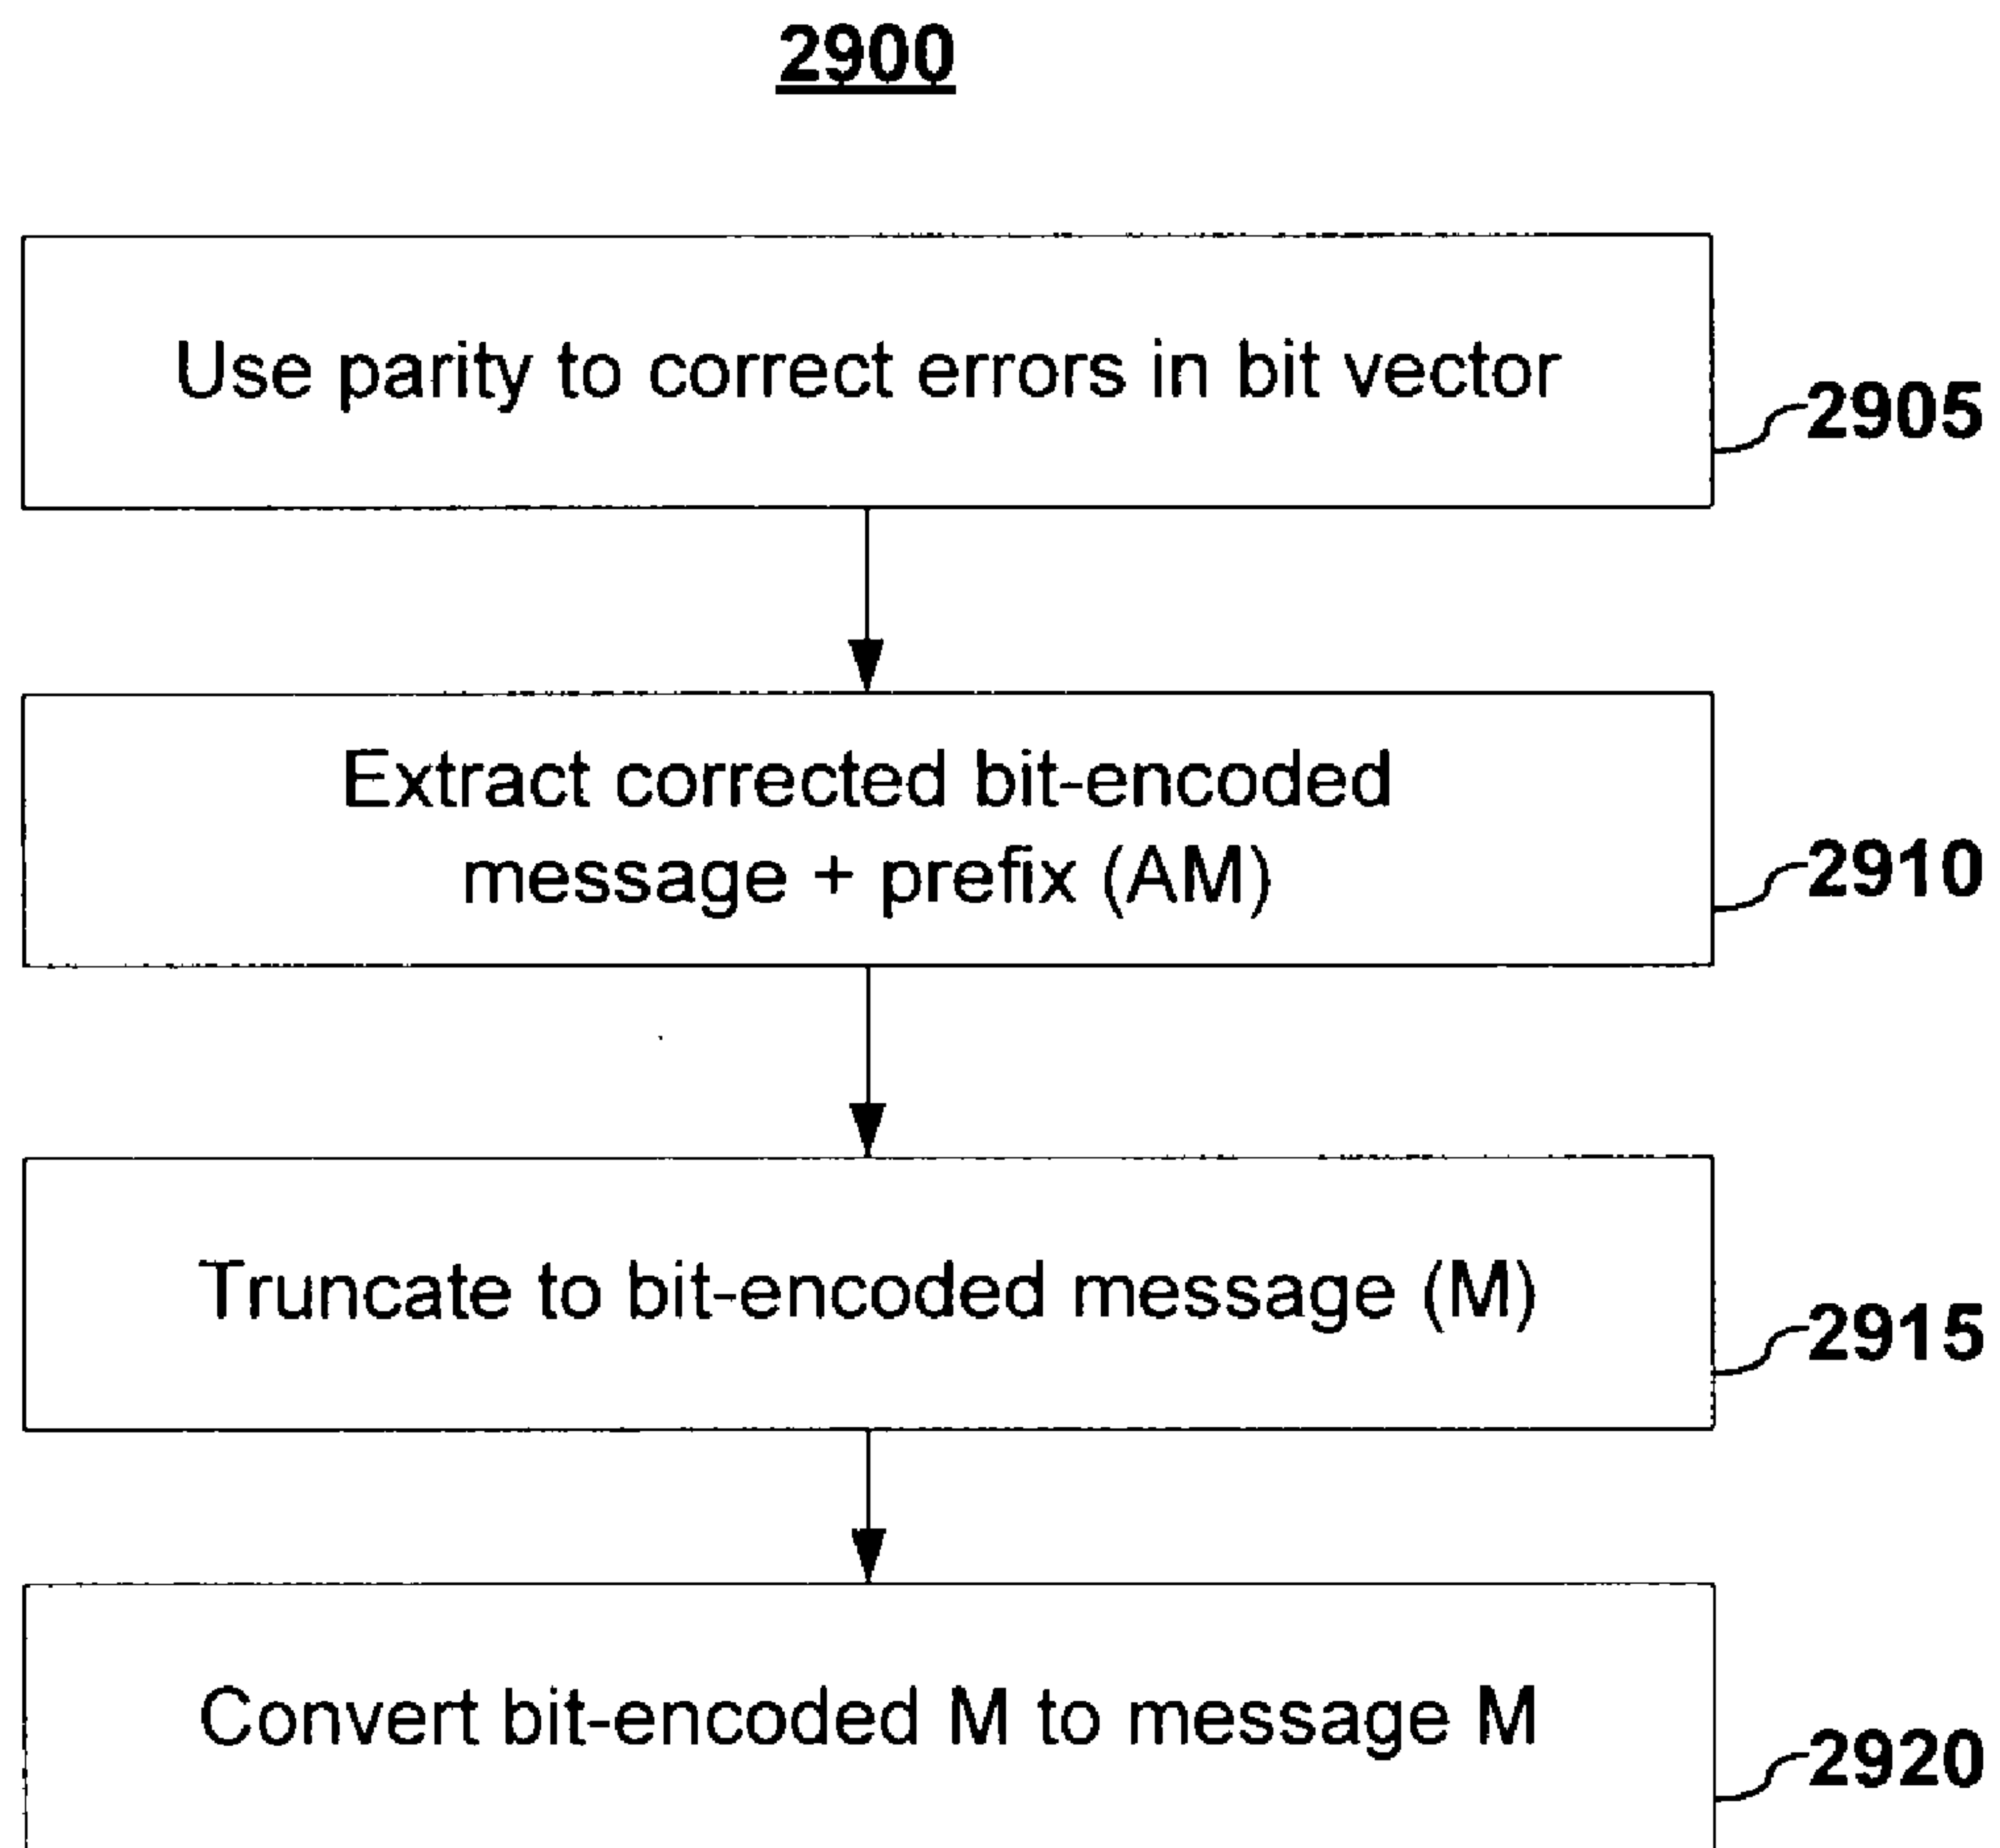 2900
Use parity to correct errors in bit vector
2905
Extract corrected bit-encoded
message + prefix (AM)
2910
Truncate to bit-encoded message (M)
2915
Convert bit-encoded M to message M
2920